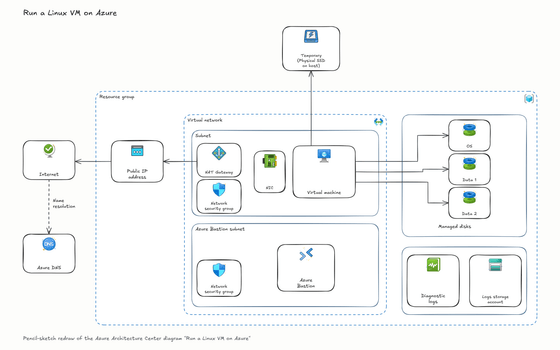 Run a Linux VM on Azure
Temporary
(Physical SSD
on host)
Resource group
Virtual network
Subnet
OS
Internet
Public IP
address
NAT Gateway
NIC
Virtual machine
Data 1
Network
security group
Data 2
Name
resolution
Managed disks
Azure Bastion subnet
Azure DNS
Network
security group
Azure
Bastion
Diagnostic
logs
Logs storage
account
Pencil-sketch redraw of the Azure Architecture Center diagram "Run a Linux VM on Azure"